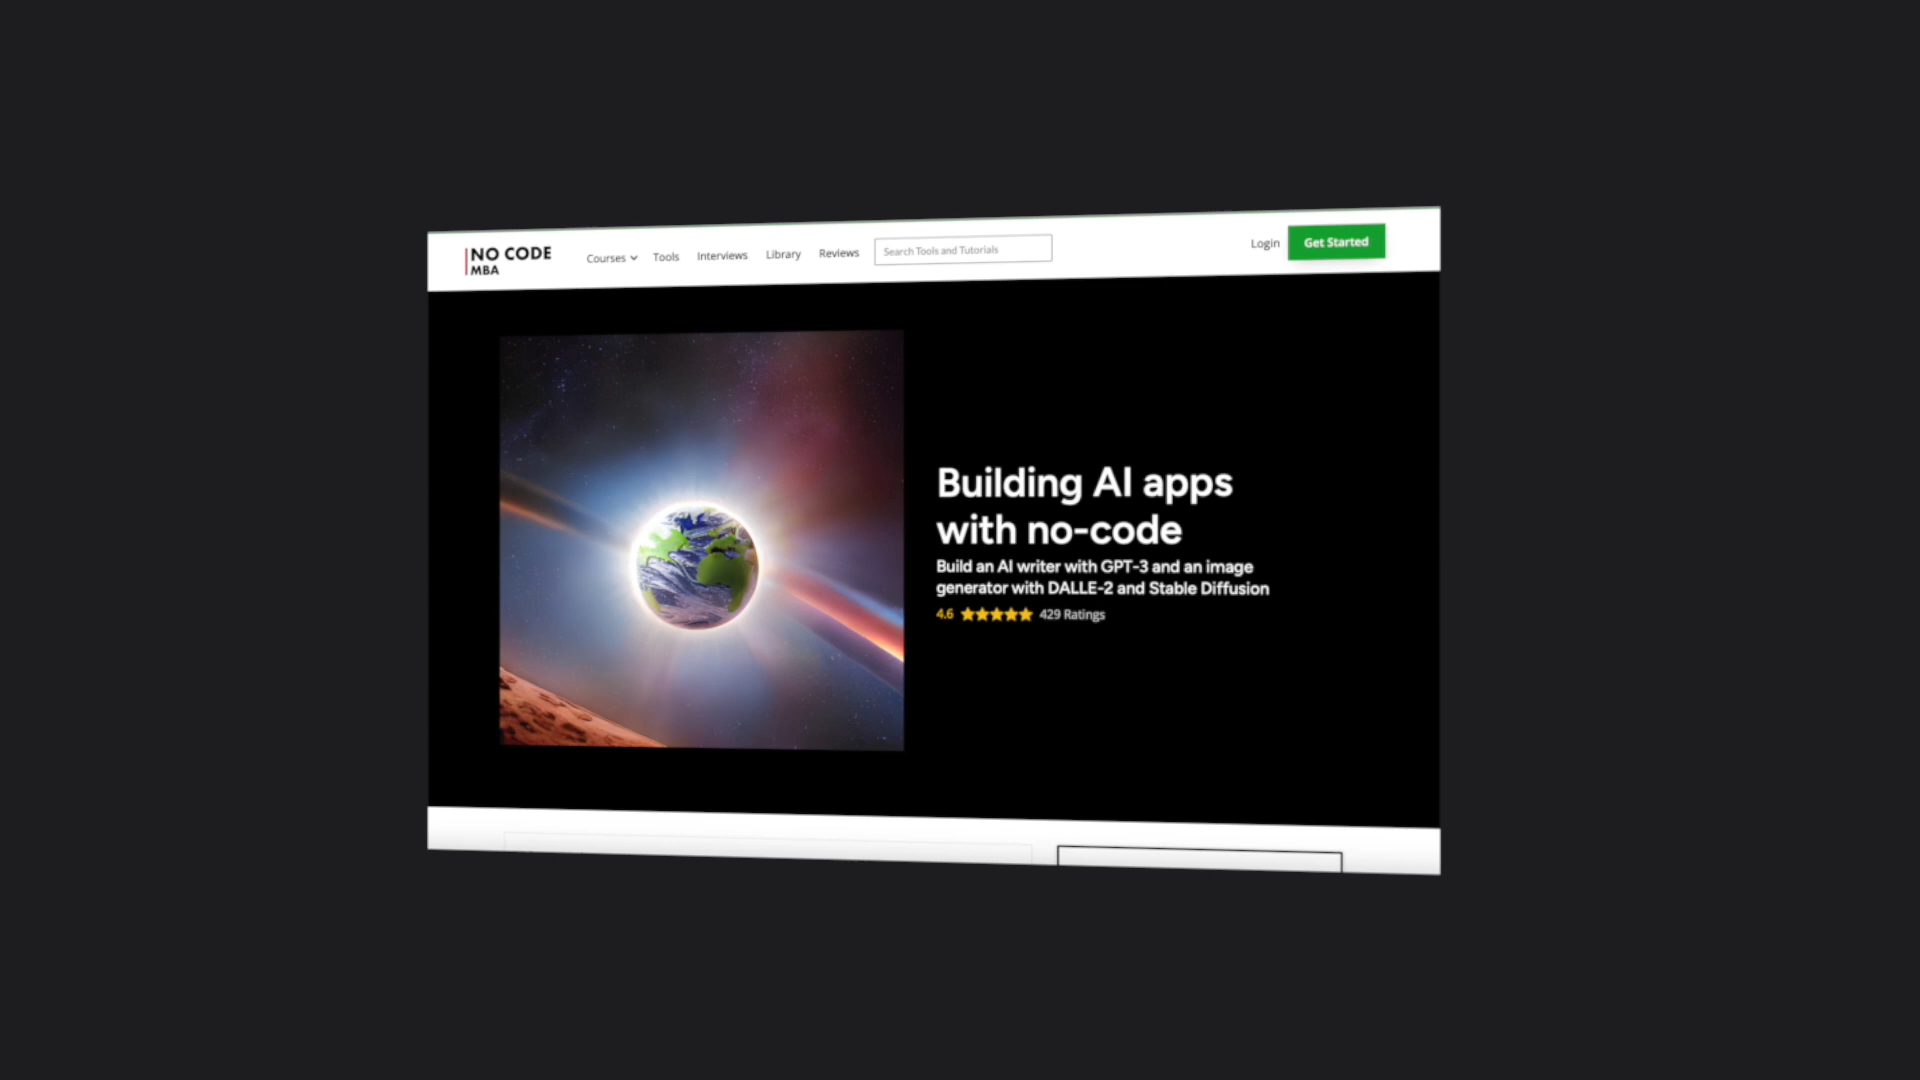 NO CODE
MBA
Courses
Tools
Interviews
Library
Reviews
Search Tools and Tutorials
Login
Get Started
Building AI apps
with no-code
Build an AI writer with GPT-3 and an image
generator with DALLE-2 and Stable Diffusion
4.6
429 Ratings